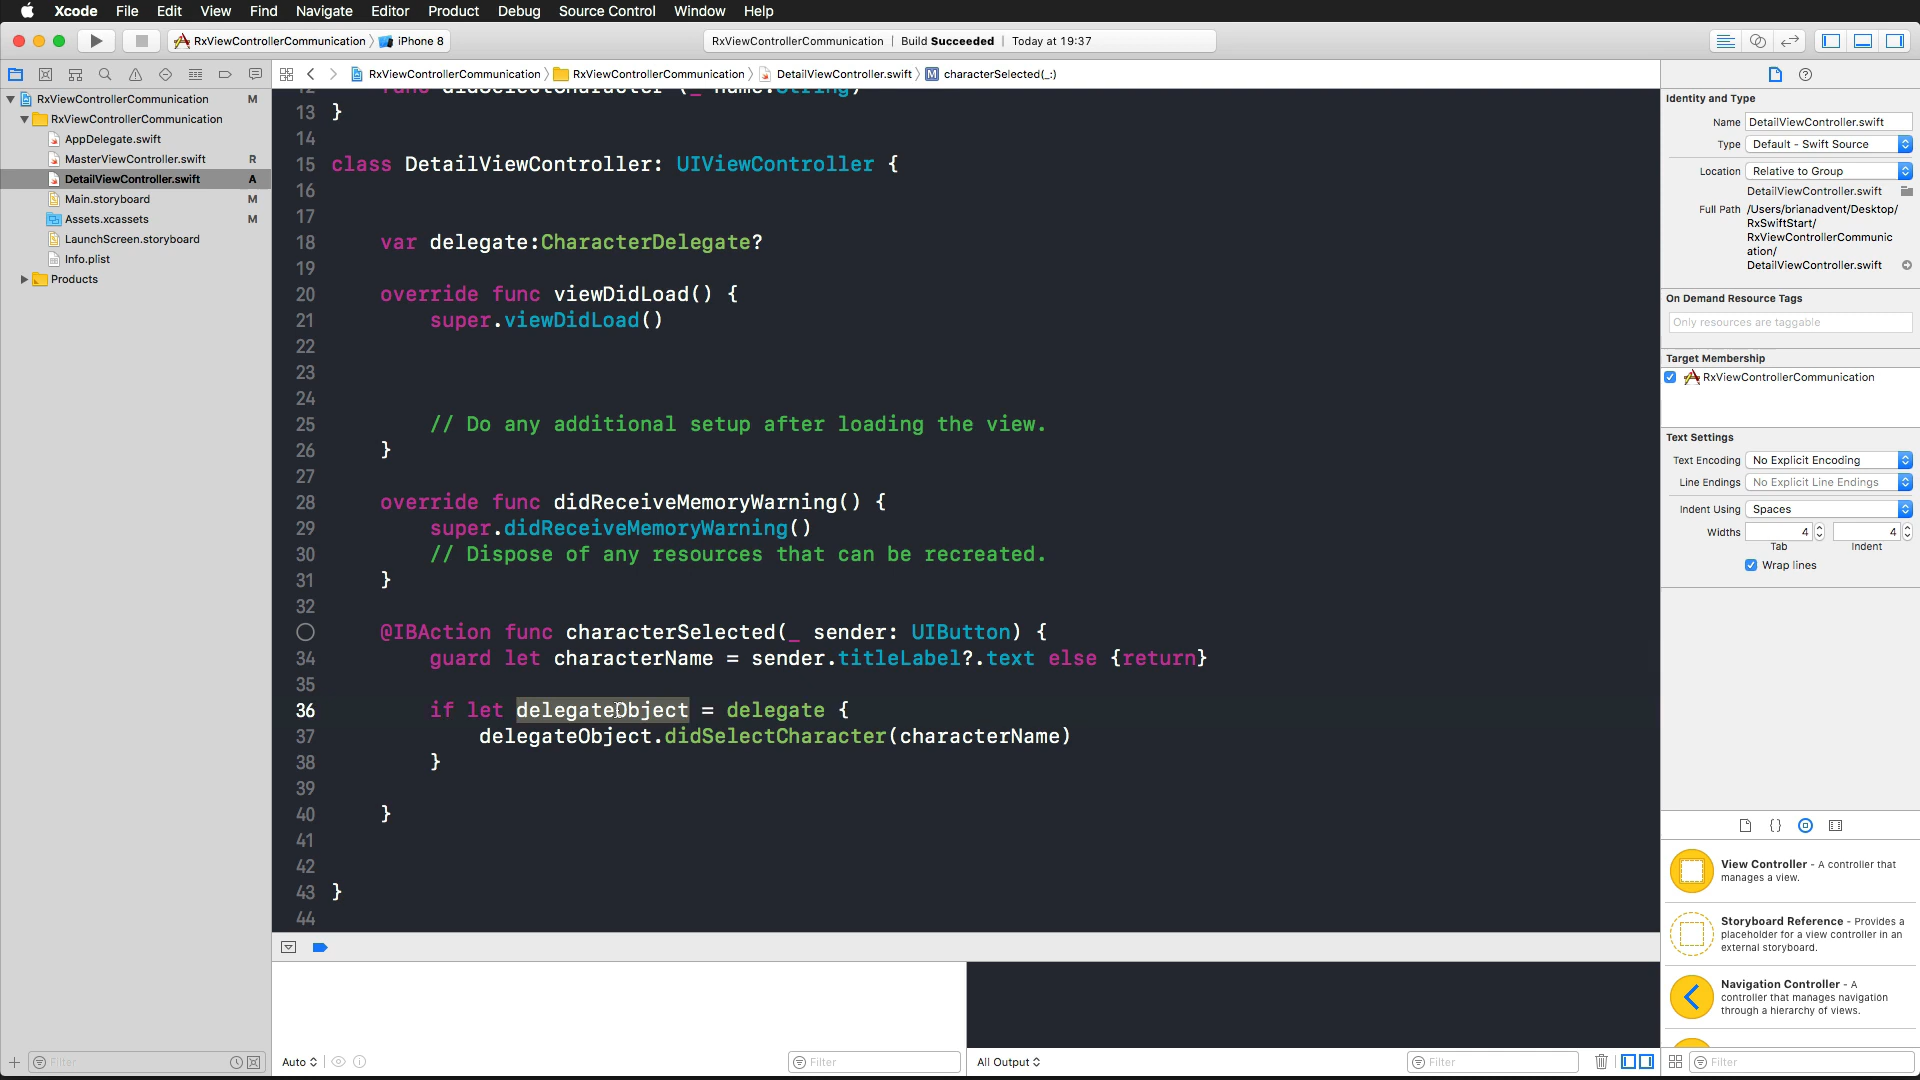 Xcode File Edit View Find Navigate Editor Product Debug Source Control Window Help
RxViewControllerCommunication iPhone 8
RxViewControllerCommunication | Build Succeeded | Today at 19:37
RxViewControllerCommunication RxViewControllerCommunication DetailViewController.swift M characterSelected(_:)
RxViewControllerCommunication M
RxViewControllerCommunication
AppDelegate.swift
MasterViewController.swift R
DetailViewController.swift A
Main.storyboard M
Assets.xcassets M
LaunchScreen.storyboard
Info.plist
Products
Filter
12 func didSelectCharacter (_ name:String)
13 }
14
15 class DetailViewController: UIViewController {
16
17
18 var delegate:CharacterDelegate?
19
20 override func viewDidLoad() {
21 super.viewDidLoad()
22
23
24
25 // Do any additional setup after loading the view.
26 }
27
28 override func didReceiveMemoryWarning() {
29 super.didReceiveMemoryWarning()
30 // Dispose of any resources that can be recreated.
31 }
32
@IBAction func characterSelected(_ sender: UIButton) {
34 guard let characterName = sender.titleLabel?.text else {return}
35
36 if let delegateObject = delegate {
37 delegateObject.didSelectCharacter(characterName)
38 }
39
40 }
41
42
43 }
44
Auto
Filter
All Output
Filter
Identity and Type
Name DetailViewController.swift
Type Default - Swift Source
Location Relative to Group
DetailViewController.swift
Full Path /Users/brianadvent/Desktop/
RxSwiftStart/
RxViewControllerCommunic
ation/
DetailViewController.swift
On Demand Resource Tags
Only resources are taggable
Target Membership
RxViewControllerCommunication
Text Settings
Text Encoding No Explicit Encoding
Line Endings No Explicit Line Endings
Indent Using Spaces
Widths 4 4
Tab Indent
Wrap lines
View Controller - A controller that
manages a view.
Storyboard Reference - Provides a
placeholder for a view controller in an
external storyboard.
Navigation Controller - A
controller that manages navigation
through a hierarchy of views.
Filter